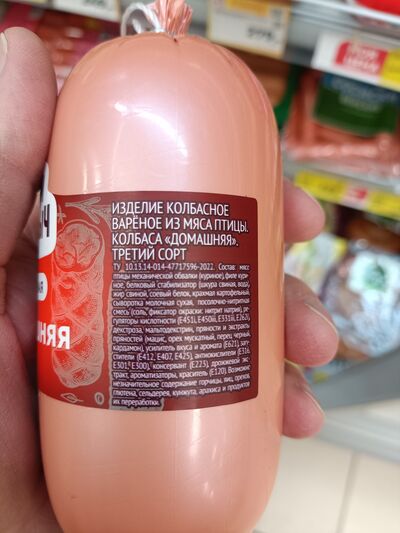 ИЗДЕЛИЕ КОЛБАСНОЕ
ВАРЁНОЕ ИЗ МЯСА ПТИЦЫ.
КОЛБАСА «ДОМАШНЯЯ».
ТРЕТИЙ СОРТ
ТУ 10.13.14-014-47717596-2022. Состав: мясо
птицы механической обвалки (куриное), филе кури-
ное, белковый стабилизатор (шкура свиная, вода),
жир свиной, соевый белок, крахмал картофельный,
сыворотка молочная сухая, посолочно-нитритная
смесь (соль, фиксатор окраски: нитрит натрия), ре-
гуляторы кислотности (E451i, E450iii, E331iii, E262i),
декстроза, мальтодекстрин, пряности и экстракты
пряностей (мацис, орех мускатный, перец черный,
кардамон), усилитель вкуса и аромата (E621), загу-
стители (E412, E407, E425), антиокислители (E316,
E301, E300), консервант (E223), дрожжевой экс-
тракт, ароматизаторы, краситель (E120). Возможно
незначительное содержание горчицы, яиц, орехов,
глютена, сельдерея, кунжута, арахиса и продуктов
их переработки.